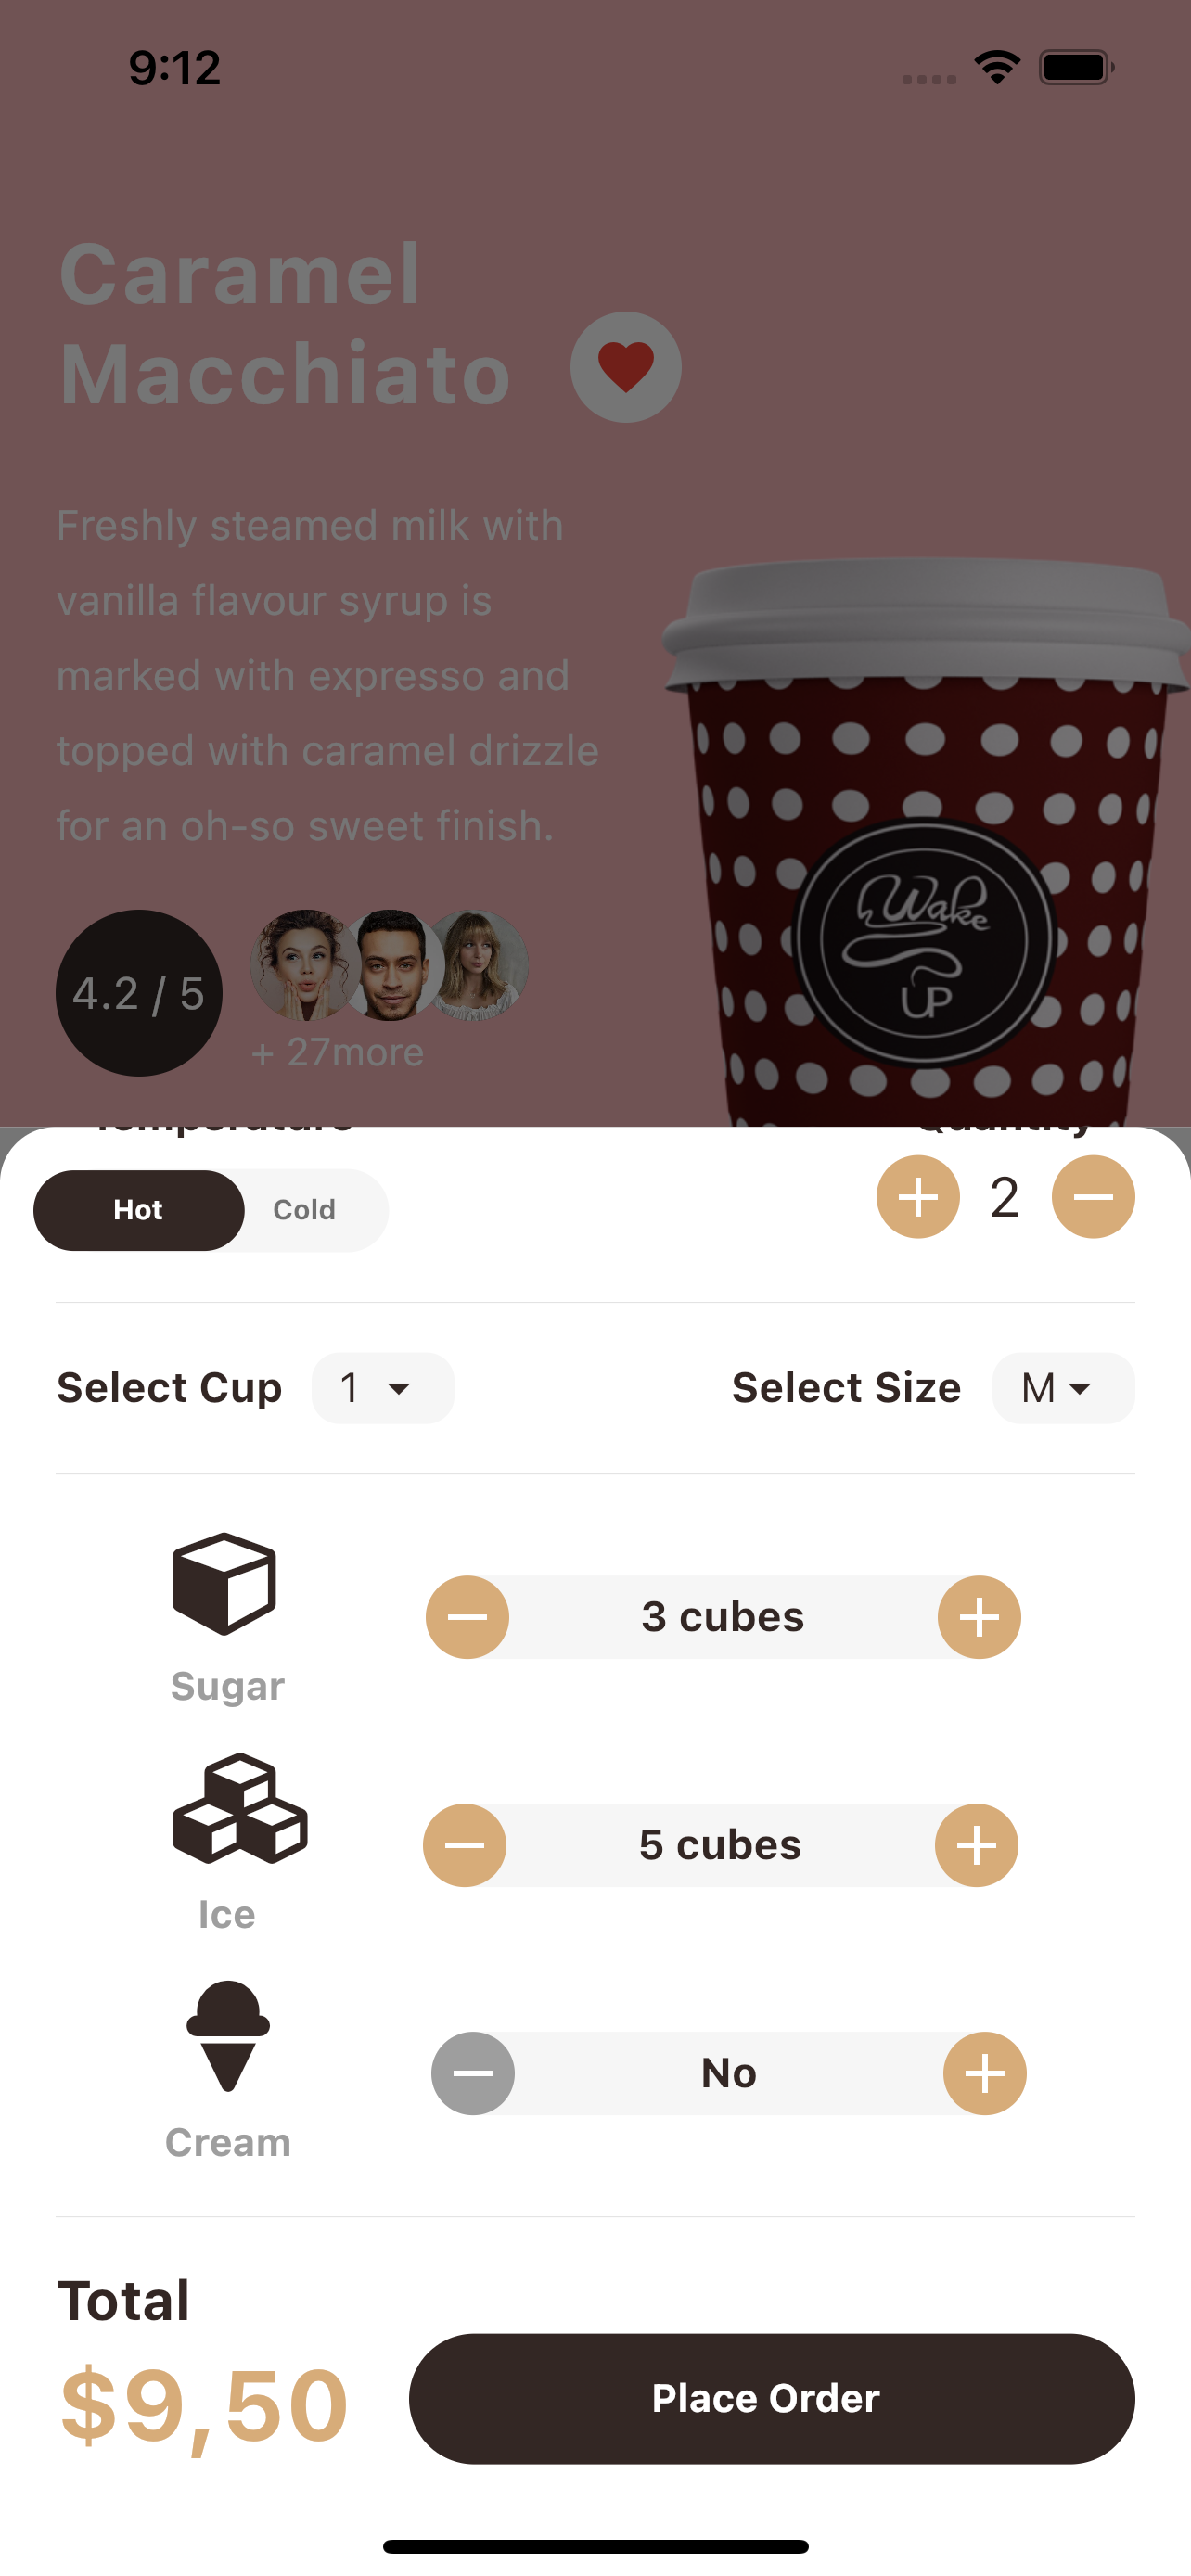 9:12
Caramel
Macchiato
Freshly steamed milk with
vanilla flavour syrup is
marked with expresso and
topped with caramel drizzle
for an oh-so sweet finish.
4.2 / 5
+ 27more
Wake
UP
Temperature
Quantity
Hot
Cold
2
Select Cup
1
Select Size
M
3 cubes
Sugar
5 cubes
Ice
No
Cream
Total
$9,50
Place Order